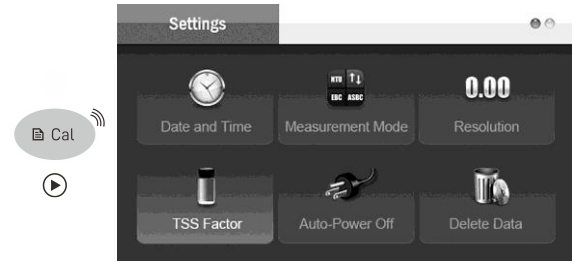 Settings
NTU
EBC ASBC
0.00
Date and Time Measurement Mode Resolution
Cal
TSS Factor Auto-Power Off Delete Data